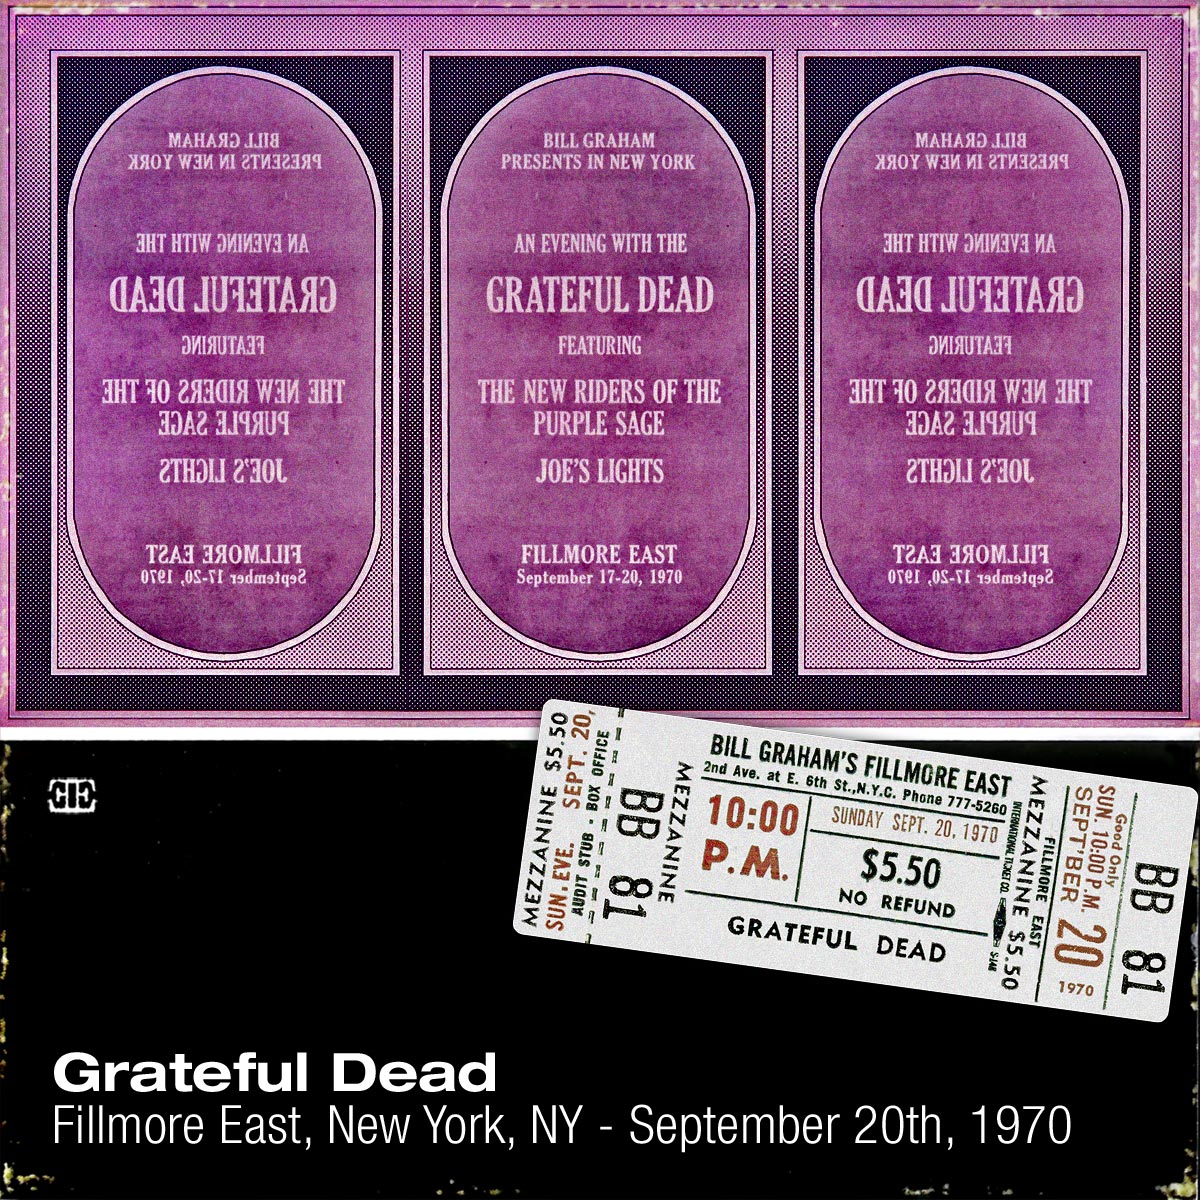 BILL GRAHAM
PRESENTS IN NEW YORK
AN EVENING WITH THE
GRATEFUL DEAD
FEATURING
THE NEW RIDERS OF THE
PURPLE SAGE
JOE'S LIGHTS
FILLMORE EAST
September 17-20, 1970
BILL GRAHAM
PRESENTS IN NEW YORK
AN EVENING WITH THE
GRATEFUL DEAD
FEATURING
THE NEW RIDERS OF THE
PURPLE SAGE
JOE'S LIGHTS
FILLMORE EAST
September 17-20, 1970
BILL GRAHAM
PRESENTS IN NEW YORK
AN EVENING WITH THE
GRATEFUL DEAD
FEATURING
THE NEW RIDERS OF THE
PURPLE SAGE
JOE'S LIGHTS
FILLMORE EAST
September 17-20, 1970
MEZZANINE $5.50
SUN. EVE. SEPT. 20,
AUDIT STUB - BOX OFFICE
BB 81
MEZZANINE
BILL GRAHAM'S FILLMORE EAST
2nd Ave. at E. 6th St., N.Y.C. Phone 777-5260
10:00
P.M.
SUNDAY SEPT. 20, 1970
$5.50
NO REFUND
GRATEFUL DEAD
INTERNATIONAL TICKET CO.
MEZZANINE $5.50
FILLMORE EAST
SEPT'BER 20
1970
SUN. 10:00 P.M.
Good Only
BB 81
Grateful Dead
Fillmore East, New York, NY - September 20th, 1970